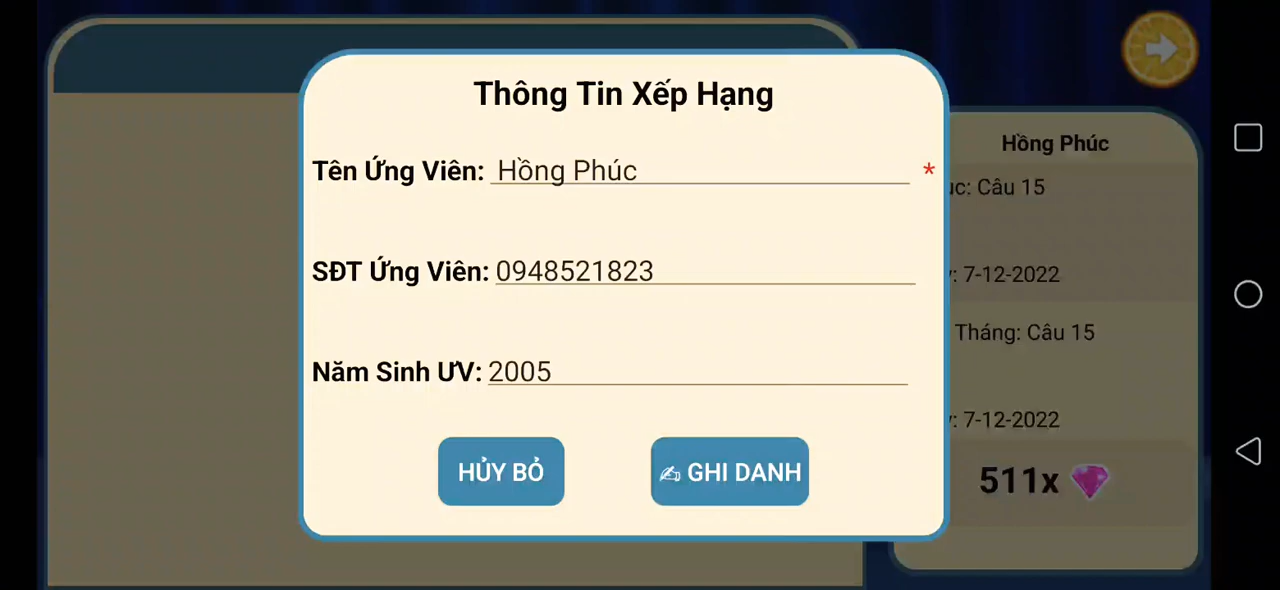 Thông Tin Xếp Hạng
Tên Ứng Viên: Hồng Phúc *
SĐT Ứng Viên: 0948521823
Năm Sinh ƯV: 2005
HỦY BỎ
✍ GHI DANH
Hồng Phúc
Câu 15
7-12-2022
Tháng: Câu 15
7-12-2022
511x